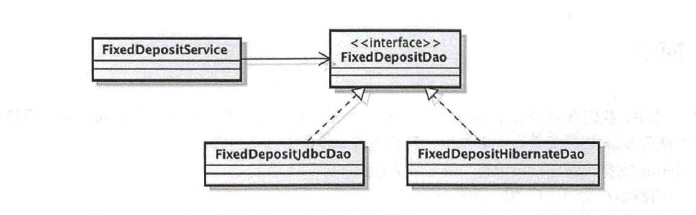 FixedDepositService
<<interface>>
FixedDepositDao
FixedDepositJdbcDao
FixedDepositHibernateDao